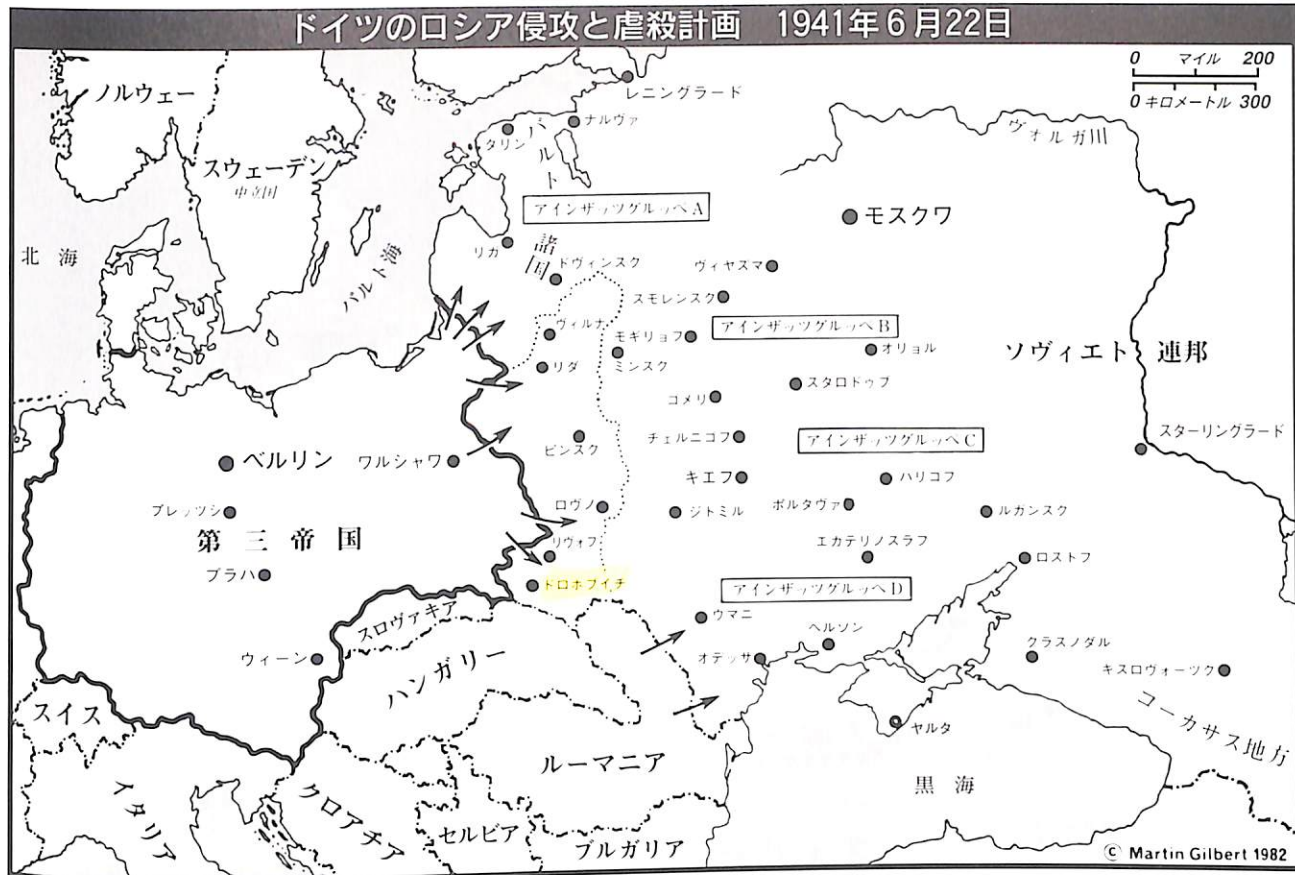 ドイツのロシア侵攻と虐殺計画 1941年6月22日
0 マイル 200
0 キロメートル 300
ノルウェー
レニングラード
ナルヴァ
タリン
ヴォルガ川
スウェーデン
中立国
バルト諸国
アインザッツグルッペA
モスクワ
北海
バルト海
リガ
ドヴィンスク
ヴィヤスマ
スモレンスク
ヴィルナ
モギリョフ
アインザッツグルッペB
リダ
ミンスク
オリョル
ソヴィエト連邦
スタロドゥブ
コメリ
ピンスク
チェルニコフ
アインザッツグルッペC
スターリングラード
ベルリン
ワルシャワ
キエフ
ハリコフ
ブレッツシ
ロヴノ
ジトミル
ポルタヴァ
ルガンスク
第三帝国
リヴォフ
エカテリノスラフ
ロストフ
プラハ
ドロホブイチ
アインザッツグルッペD
スロヴァキア
ウマニ
ヘルソン
ウィーン
ハンガリー
オデッサ
クラスノダル
キスロヴォーツク
スイス
ヤルタ
コーカサス地方
ルーマニア
黒海
イタリア
クロアチア
セルビア
ブルガリア
© Martin Gilbert 1982